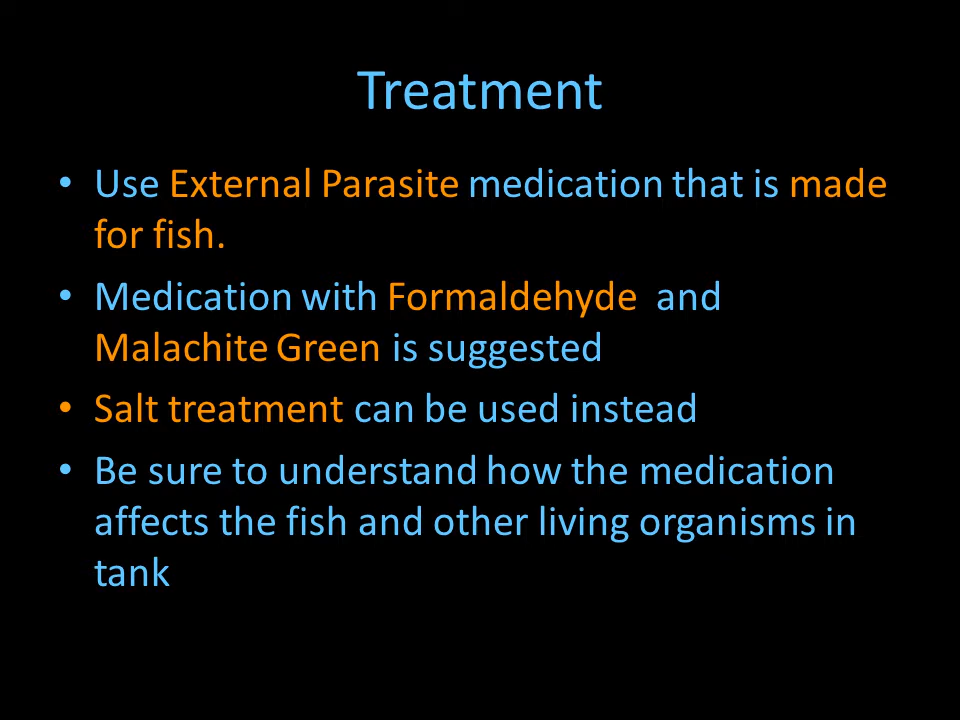 Treatment
• Use External Parasite medication that is made
for fish.
• Medication with Formaldehyde  and
Malachite Green is suggested
• Salt treatment can be used instead
• Be sure to understand how the medication
affects the fish and other living organisms in
tank